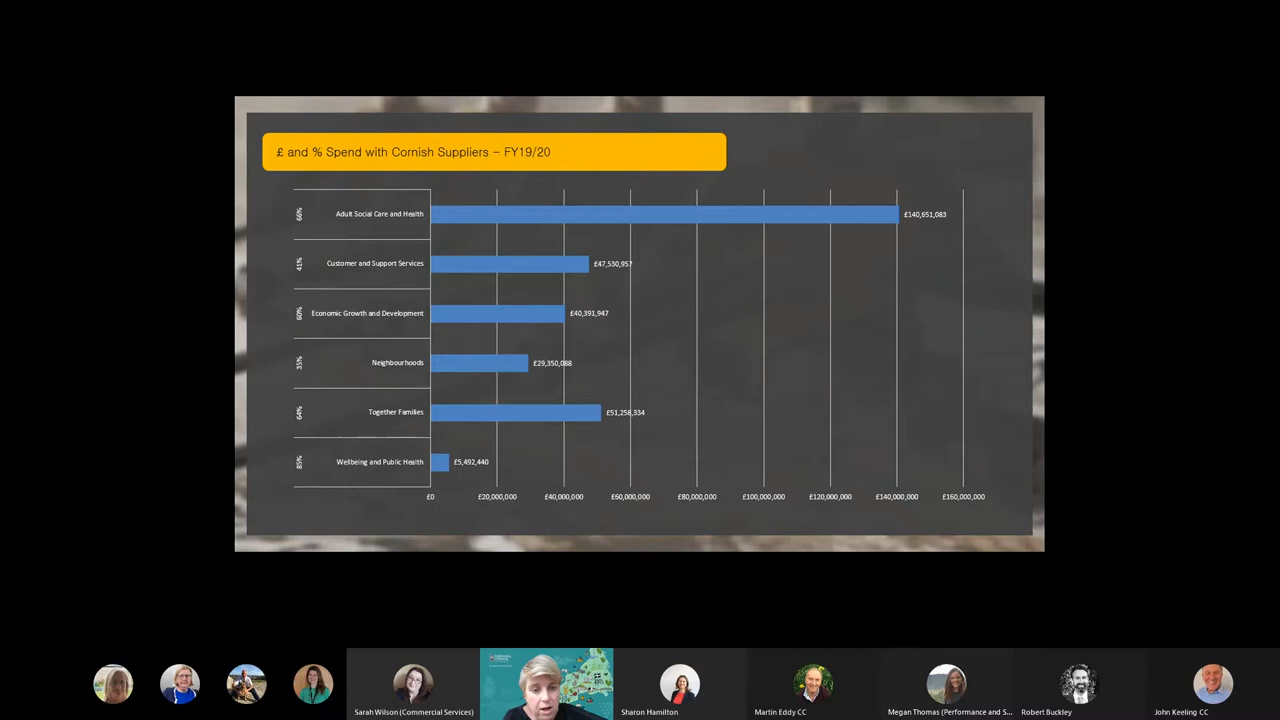 £ and % Spend with Cornish Suppliers – FY19/20
66%
Adult Social Care and Health
£140,651,083
41%
Customer and Support Services
£47,530,957
60%
Economic Growth and Development
£40,391,947
35%
Neighbourhoods
£29,350,088
64%
Together Families
£51,258,334
85%
Wellbeing and Public Health
£5,492,440
£0 £20,000,000 £40,000,000 £60,000,000 £80,000,000 £100,000,000 £120,000,000 £140,000,000 £160,000,000
Sarah Wilson (Commercial Services)
Sharon Hamilton
Martin Eddy CC
Megan Thomas (Performance and S...
Robert Buckley
John Keeling CC